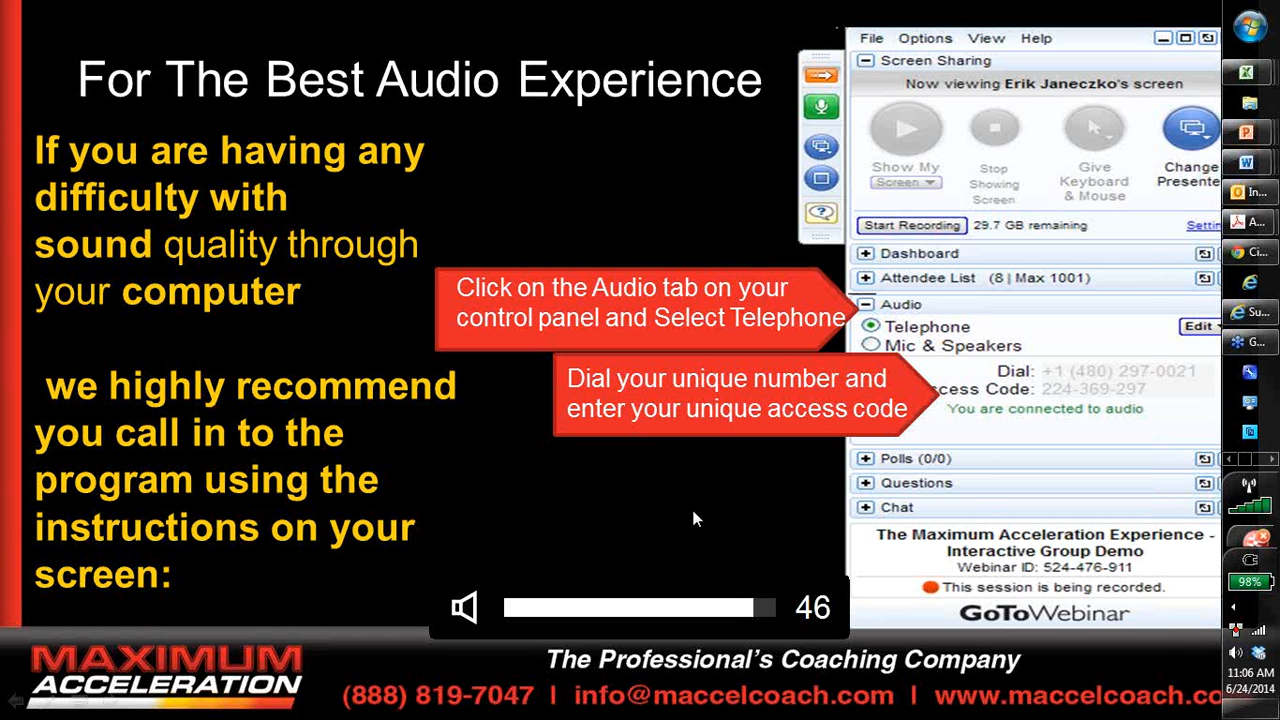 For The Best Audio Experience
If you are having any
difficulty with
sound quality through
your computer
we highly recommend
you call in to the
program using the
instructions on your
screen:
Click on the Audio tab on your
control panel and Select Telephone
Dial your unique number and
enter your unique access code
File Options View Help
Screen Sharing
Now viewing Erik Janeczko's screen
Show My
Screen
Stop
Showing
Screen
Give
Keyboard
& Mouse
Change
Presente
Start Recording 29.7 GB remaining Settin
Dashboard
Attendee List (8 | Max 1001)
Audio
Telephone
Edit
Mic & Speakers
Dial: +1 (480) 297-0021
ccess Code: 224-369-297
You are connected to audio
Polls (0/0)
Questions
Chat
The Maximum Acceleration Experience -
Interactive Group Demo
Webinar ID: 524-476-911
This session is being recorded.
GoToWebinar
46
MAXIMUM
ACCELERATION
The Professional's Coaching Company
(888) 819-7047 | info@maccelcoach.com | www.maccelcoach.co
In...
A...
Ci...
Su...
G...
98%
11:06 AM
6/24/2014